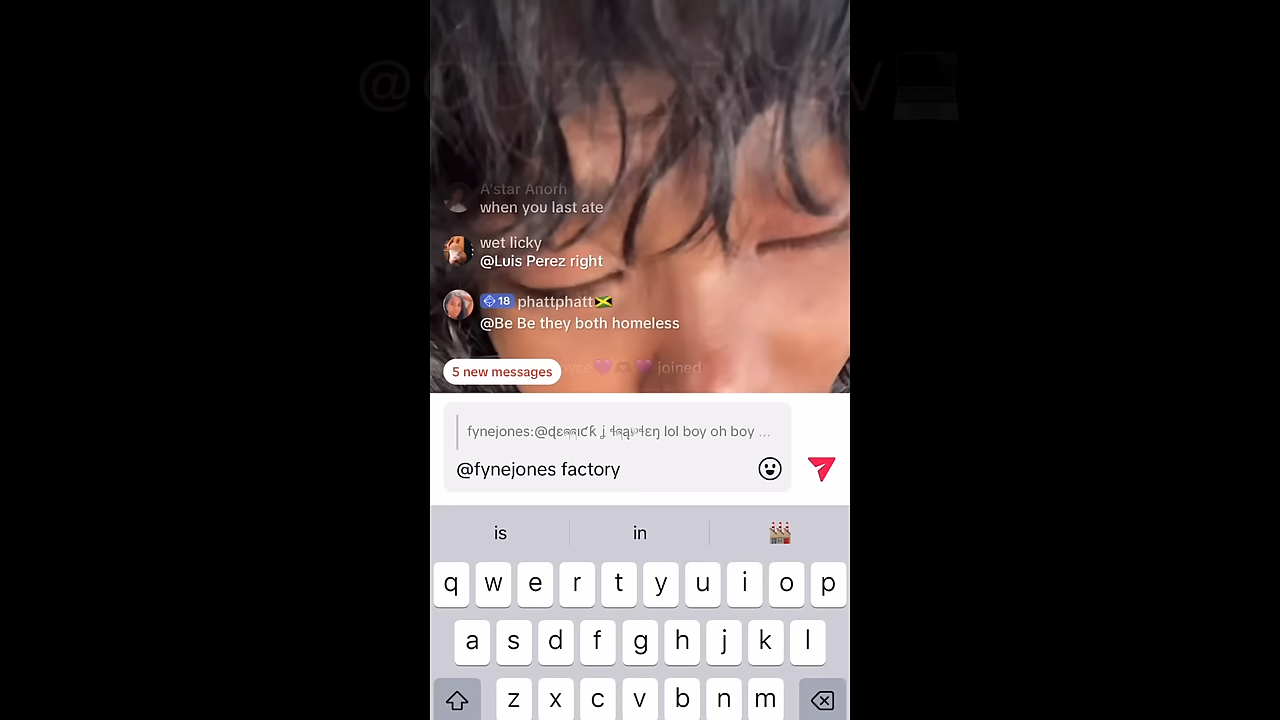 A'star Anorh
when you last ate
wet licky
@Luis Perez right
18 phattphatt🇯🇲
@Be Be they both homeless
5 new messages
joined
fynejones:@ lol boy oh boy ...
@fynejones factory
is in 🏭
q w e r t y u i o p
a s d f g h j k l
z x c v b n m